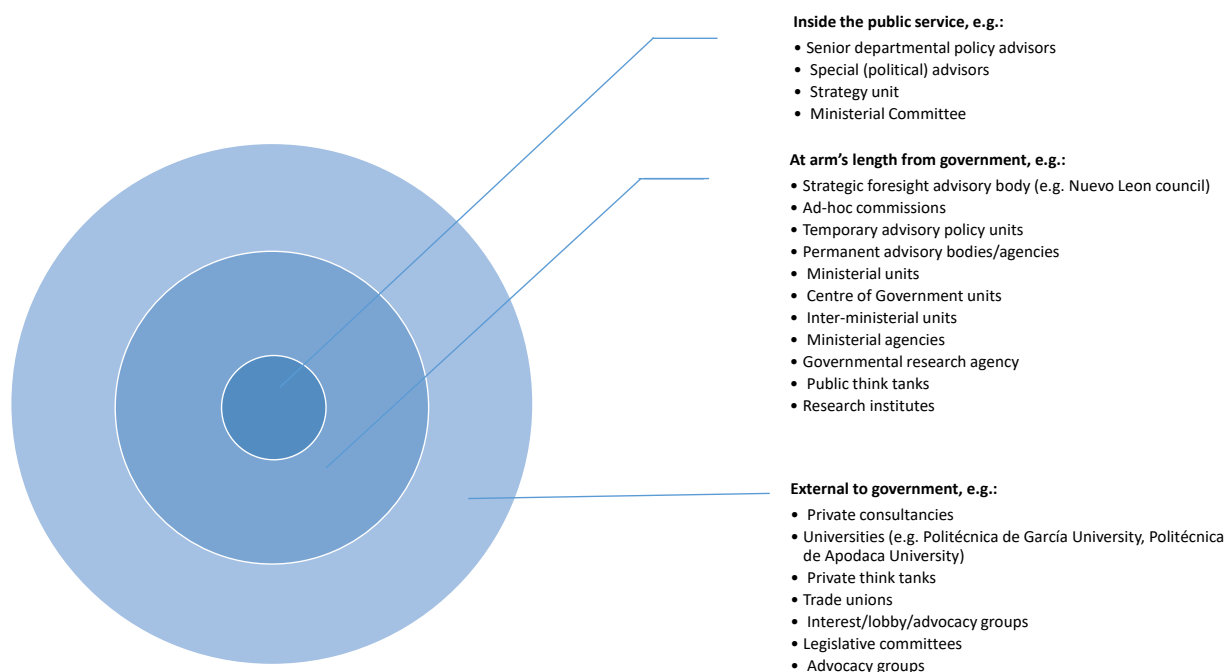 Inside the public service, e.g.:
• Senior departmental policy advisors
• Special (political) advisors
• Strategy unit
• Ministerial Committee
At arm's length from government, e.g.:
• Strategic foresight advisory body (e.g. Nuevo Leon council)
• Ad-hoc commissions
• Temporary advisory policy units
• Permanent advisory bodies/agencies
• Ministerial units
• Centre of Government units
• Inter-ministerial units
• Ministerial agencies
• Governmental research agency
• Public think tanks
• Research institutes
External to government, e.g.:
• Private consultancies
• Universities (e.g. Politécnica de García University, Politécnica
de Apodaca University)
• Private think tanks
• Trade unions
• Interest/lobby/advocacy groups
• Legislative committees
• Advocacy groups